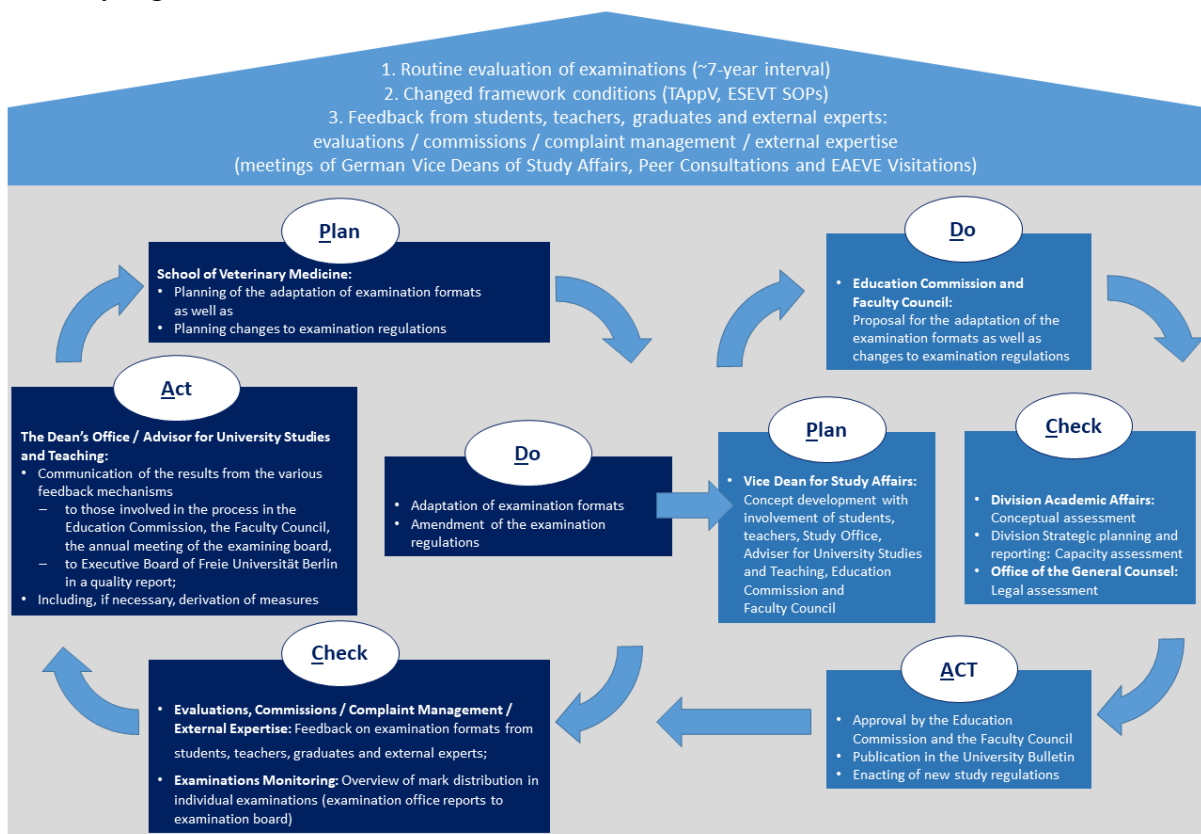 1. Routine evaluation of examinations (~7-year interval)
2. Changed framework conditions (TAppV, ESEVT SOPs)
3. Feedback from students, teachers, graduates and external experts:
evaluations / commissions / complaint management / external expertise
(meetings of German Vice Deans of Study Affairs, Peer Consultations and EAEVE Visitations)
Plan
School of Veterinary Medicine:
• Planning of the adaptation of examination formats
as well as
• Planning changes to examination regulations
Do
• Education Commission and
Faculty Council:
Proposal for the adaptation of the
examination formats as well as
changes to examination regulations
Act
The Dean's Office / Advisor for University Studies
and Teaching:
• Communication of the results from the various
feedback mechanisms
– to those involved in the process in the
Education Commission, the Faculty Council,
the annual meeting of the examining board,
– to Executive Board of Freie Universität Berlin
in a quality report;
• Including, if necessary, derivation of measures
Do
• Adaptation of examination formats
• Amendment of the examination
regulations
Plan
• Vice Dean for Study Affairs:
Concept development with
involvement of students,
teachers, Study Office,
Adviser for University Studies
and Teaching, Education
Commission and
Faculty Council
Check
• Division Academic Affairs:
Conceptual assessment
• Division Strategic planning and
reporting: Capacity assessment
• Office of the General Counsel:
Legal assessment
Check
• Evaluations, Commissions / Complaint Management /
External Expertise: Feedback on examination formats from
students, teachers, graduates and external experts;
• Examinations Monitoring: Overview of mark distribution in
individual examinations (examination office reports to
examination board)
ACT
• Approval by the Education
Commission and the Faculty Council
• Publication in the University Bulletin
• Enacting of new study regulations